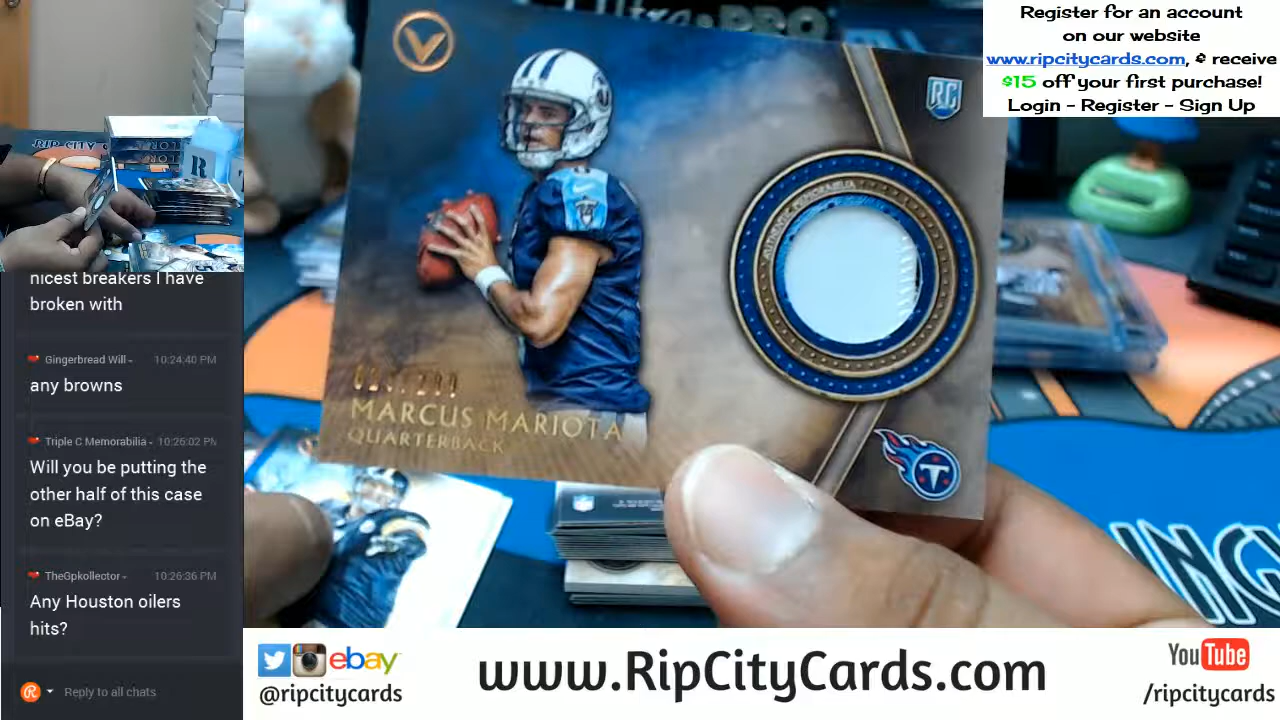 Register for an account
on our website
www.ripcitycards.com, & receive
$15 off your first purchase!
Login - Register - Sign Up
RC
MARCUS MARIOTA
QUARTERBACK
T
nicest breakers I have
broken with
Gingerbread Will
10:24:40 PM
any browns
Triple C Memorabilia
10:26:02 PM
Will you be putting the
other half of this case
on eBay?
TheGpkollector
10:26:36 PM
Any Houston oilers
hits?
Reply to all chats
ebay
@ripcitycards
www.RipCityCards.com
YouTube
/ripcitycards